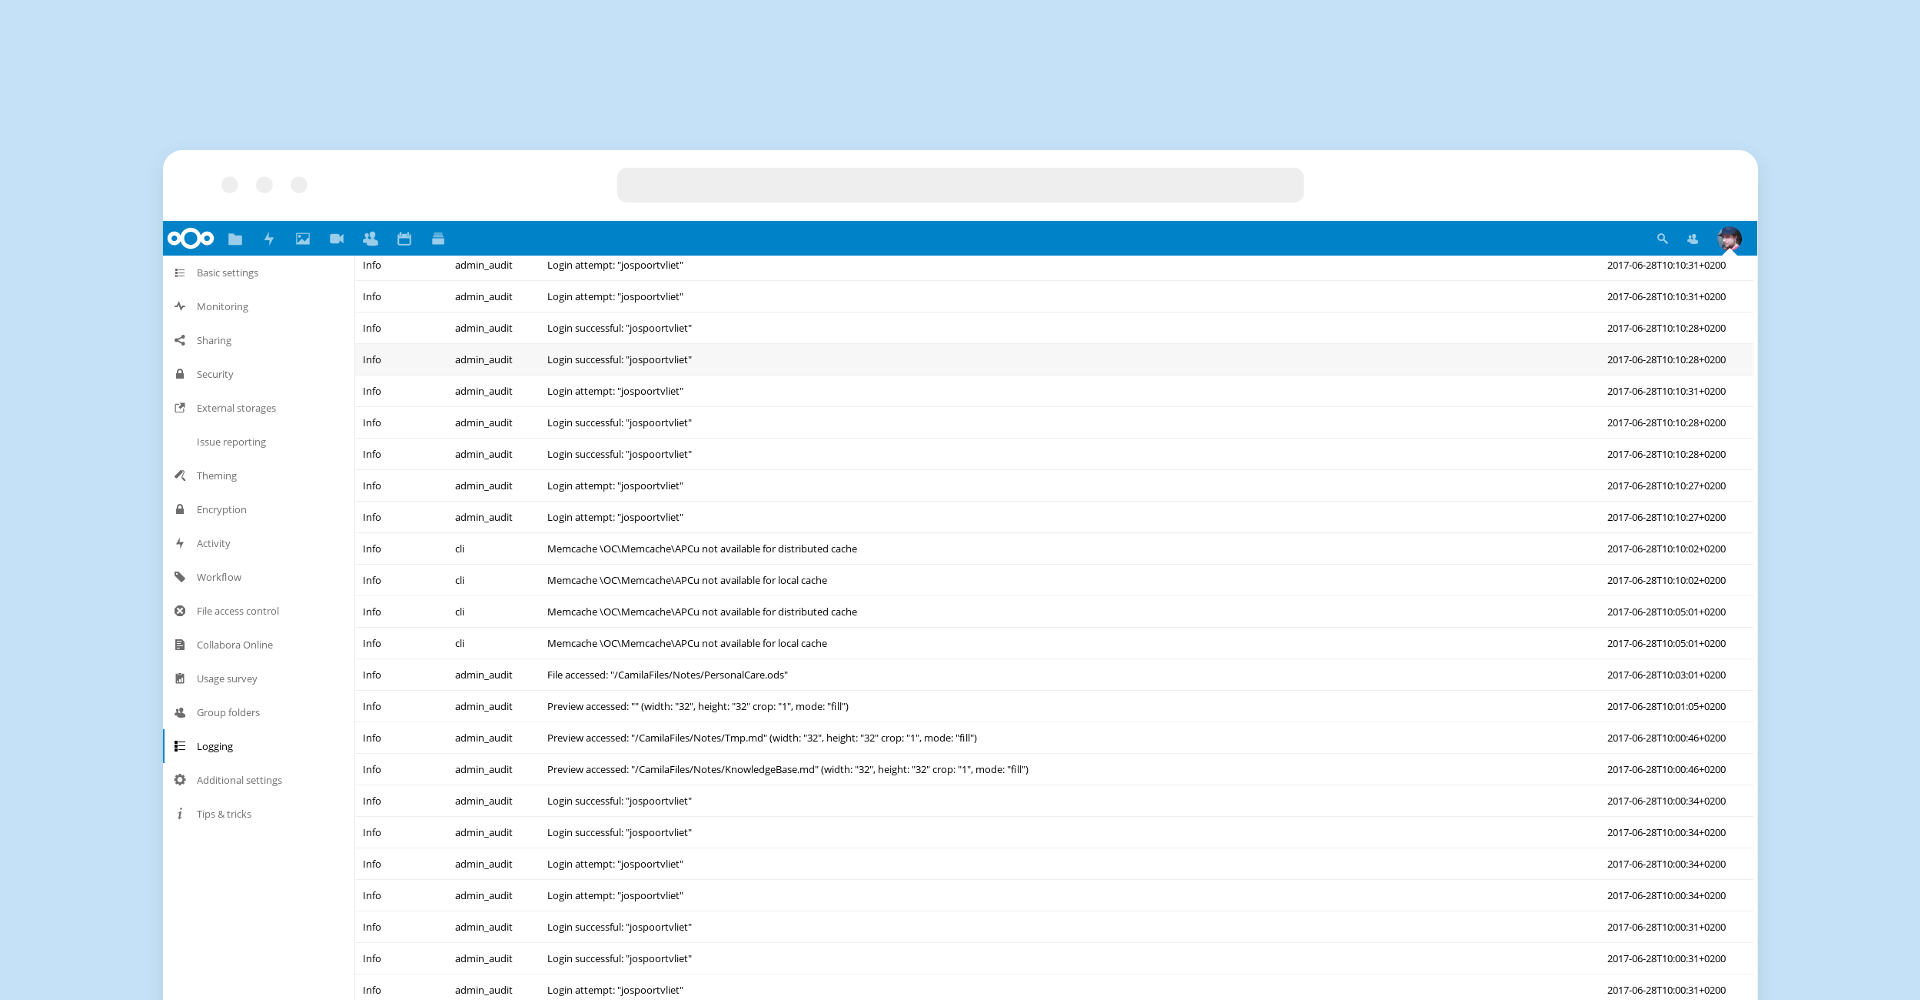 Basic settings
Monitoring
Sharing
Security
External storages
Issue reporting
Theming
Encryption
Activity
Workflow
File access control
Collabora Online
Usage survey
Group folders
Logging
Additional settings
Tips & tricks
Info admin_audit Login attempt: "jospoortvliet" 2017-06-28T10:10:31+0200
Info admin_audit Login attempt: "jospoortvliet" 2017-06-28T10:10:31+0200
Info admin_audit Login successful: "jospoortvliet" 2017-06-28T10:10:28+0200
Info admin_audit Login successful: "jospoortvliet" 2017-06-28T10:10:28+0200
Info admin_audit Login attempt: "jospoortvliet" 2017-06-28T10:10:31+0200
Info admin_audit Login successful: "jospoortvliet" 2017-06-28T10:10:28+0200
Info admin_audit Login successful: "jospoortvliet" 2017-06-28T10:10:28+0200
Info admin_audit Login attempt: "jospoortvliet" 2017-06-28T10:10:27+0200
Info admin_audit Login attempt: "jospoortvliet" 2017-06-28T10:10:27+0200
Info cli Memcache \OC\Memcache\APCu not available for distributed cache 2017-06-28T10:10:02+0200
Info cli Memcache \OC\Memcache\APCu not available for local cache 2017-06-28T10:10:02+0200
Info cli Memcache \OC\Memcache\APCu not available for distributed cache 2017-06-28T10:05:01+0200
Info cli Memcache \OC\Memcache\APCu not available for local cache 2017-06-28T10:05:01+0200
Info admin_audit File accessed: "/CamilaFiles/Notes/PersonalCare.ods" 2017-06-28T10:03:01+0200
Info admin_audit Preview accessed: "" (width: "32", height: "32" crop: "1", mode: "fill") 2017-06-28T10:01:05+0200
Info admin_audit Preview accessed: "/CamilaFiles/Notes/Tmp.md" (width: "32", height: "32" crop: "1", mode: "fill") 2017-06-28T10:00:46+0200
Info admin_audit Preview accessed: "/CamilaFiles/Notes/KnowledgeBase.md" (width: "32", height: "32" crop: "1", mode: "fill") 2017-06-28T10:00:46+0200
Info admin_audit Login successful: "jospoortvliet" 2017-06-28T10:00:34+0200
Info admin_audit Login successful: "jospoortvliet" 2017-06-28T10:00:34+0200
Info admin_audit Login attempt: "jospoortvliet" 2017-06-28T10:00:34+0200
Info admin_audit Login attempt: "jospoortvliet" 2017-06-28T10:00:34+0200
Info admin_audit Login successful: "jospoortvliet" 2017-06-28T10:00:31+0200
Info admin_audit Login successful: "jospoortvliet" 2017-06-28T10:00:31+0200
Info admin_audit Login attempt: "jospoortvliet" 2017-06-28T10:00:31+0200